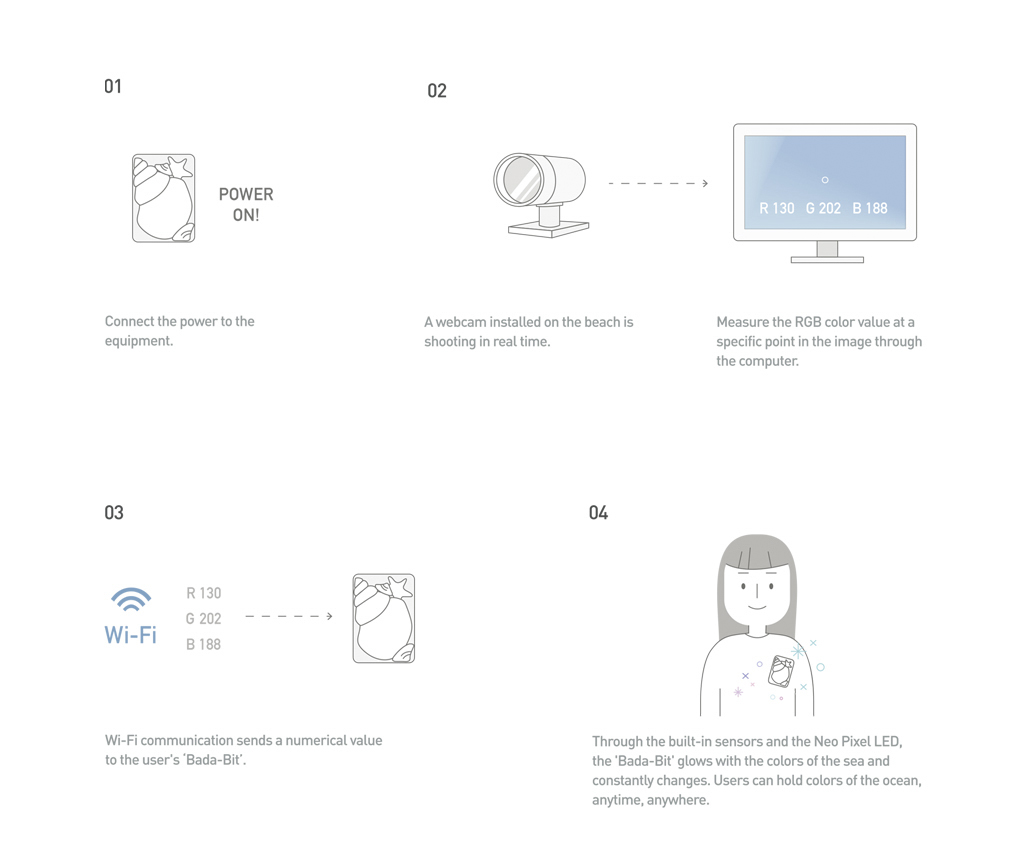 01
POWER
ON!
Connect the power to the
equipment.
02
R 130 G 202 B 188
A webcam installed on the beach is
shooting in real time.
Measure the RGB color value at a
specific point in the image through
the computer.
03
Wi-Fi
R 130
G 202
B 188
Wi-Fi communication sends a numerical value
to the user's 'Bada-Bit'.
04
Through the built-in sensors and the Neo Pixel LED,
the 'Bada-Bit' glows with the colors of the sea and
constantly changes. Users can hold colors of the ocean,
anytime, anywhere.